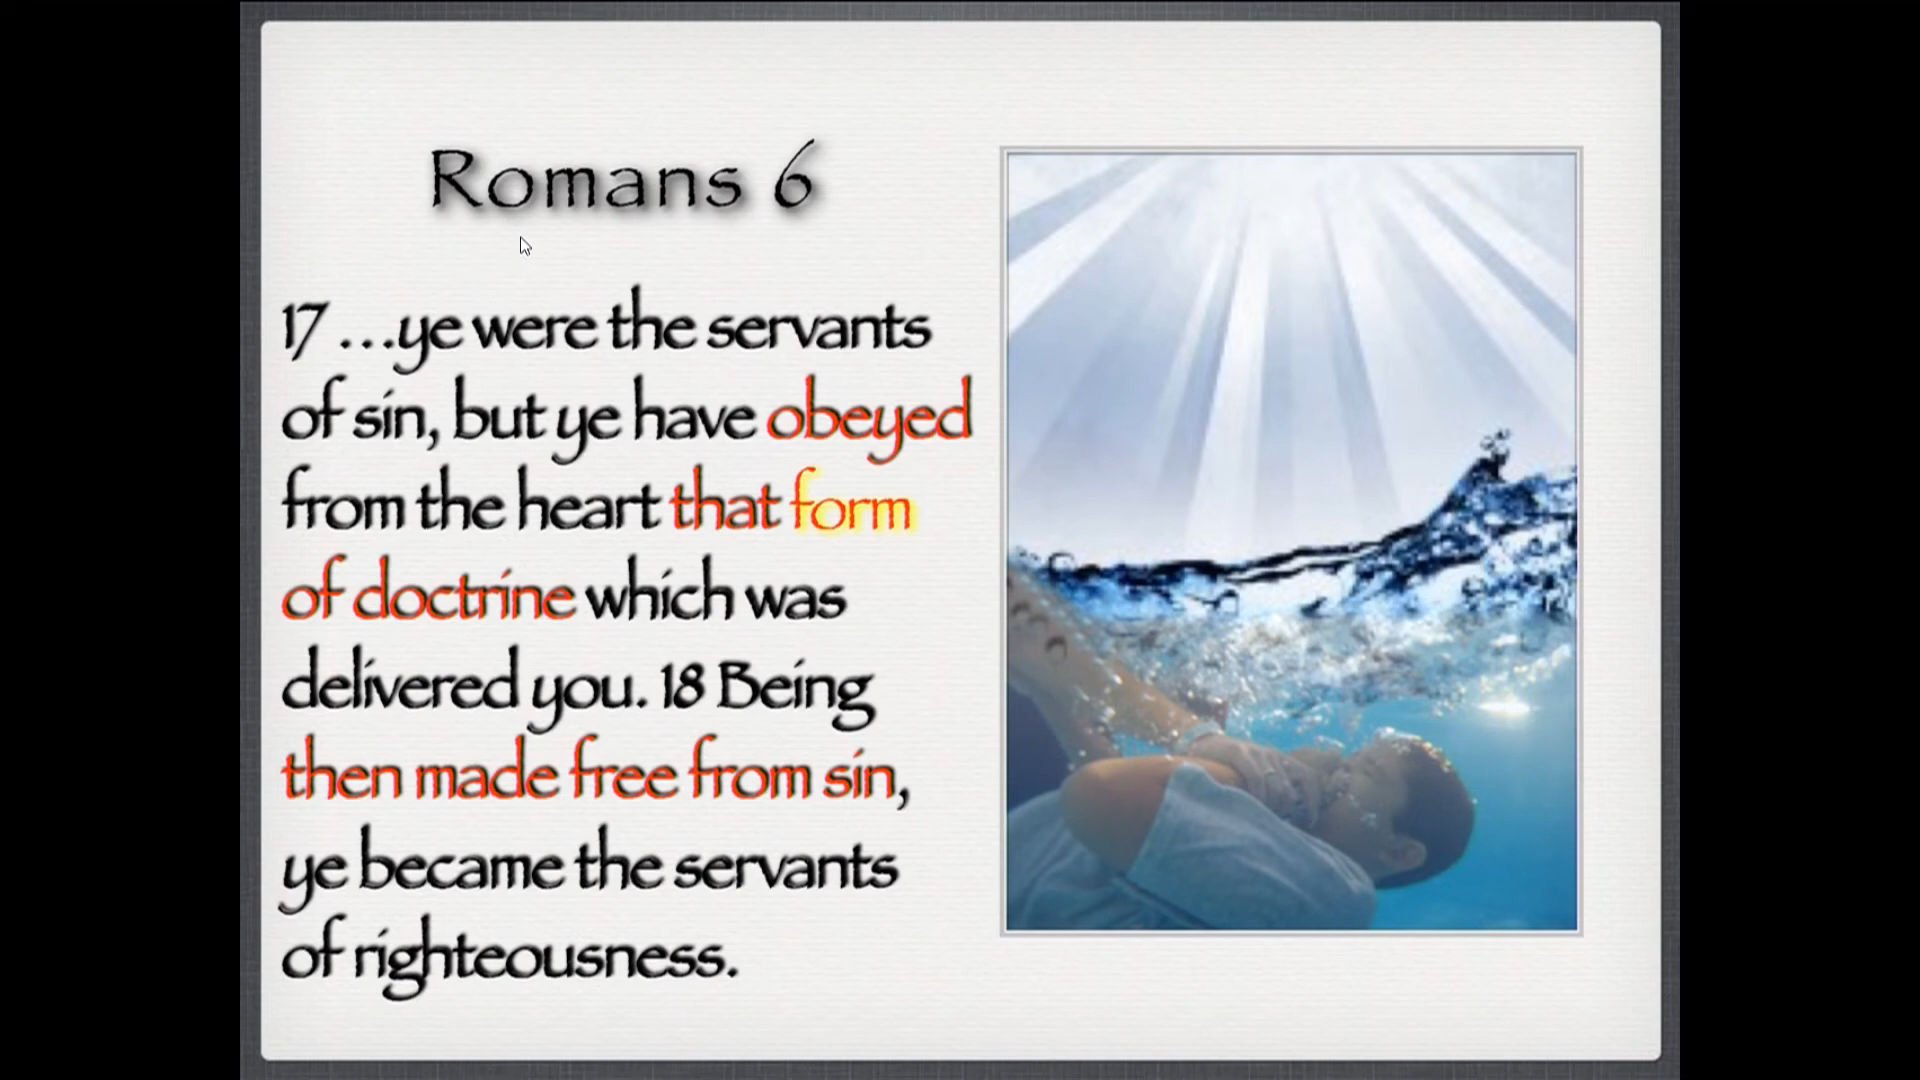 Romans 6
17 …ye were the servants
of sin, but ye have obeyed
from the heart that form
of doctrine which was
delivered you. 18 Being
then made free from sin,
ye became the servants
of righteousness.